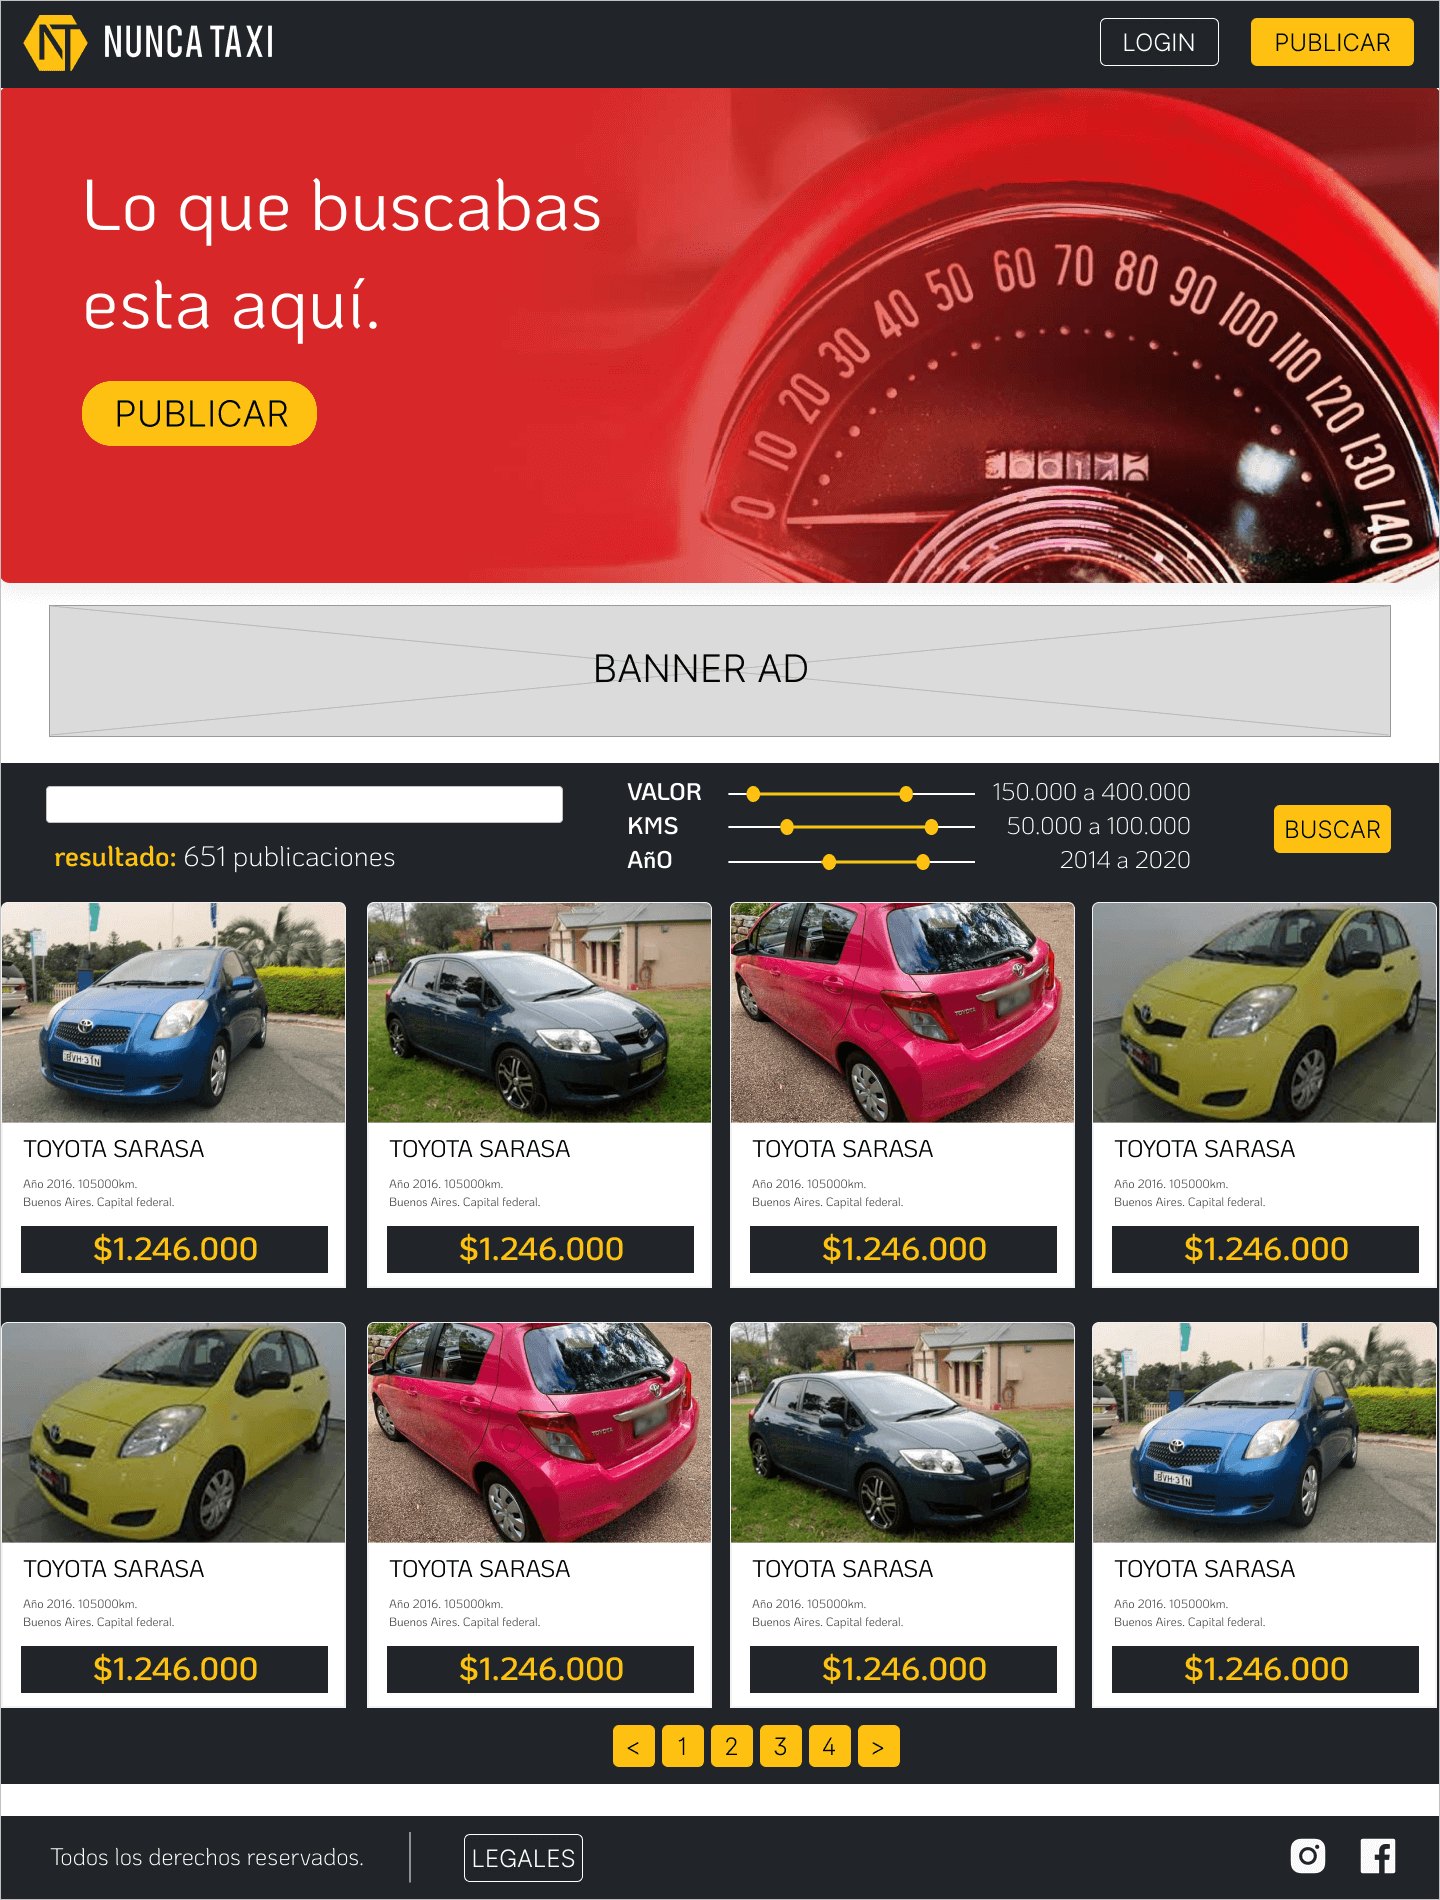 NT NUNCA TAXI
LOGIN
PUBLICAR
Lo que buscabas
esta aquí.
PUBLICAR
0 10 20 30 40 50 60 70 80 90 100 110 120 130 140
BANNER AD
resultado: 651 publicaciones
VALOR 150.000 a 400.000
KMS 50.000 a 100.000
AñO 2014 a 2020
BUSCAR
TOYOTA SARASA
Año 2016. 105000km.
Buenos Aires. Capital federal.
$1.246.000
TOYOTA SARASA
Año 2016. 105000km.
Buenos Aires. Capital federal.
$1.246.000
TOYOTA
TOYOTA SARASA
Año 2016. 105000km.
Buenos Aires. Capital federal.
$1.246.000
TOYOTA SARASA
Año 2016. 105000km.
Buenos Aires. Capital federal.
$1.246.000
TOYOTA SARASA
Año 2016. 105000km.
Buenos Aires. Capital federal.
$1.246.000
TOYOTA
TOYOTA SARASA
Año 2016. 105000km.
Buenos Aires. Capital federal.
$1.246.000
TOYOTA SARASA
Año 2016. 105000km.
Buenos Aires. Capital federal.
$1.246.000
TOYOTA SARASA
Año 2016. 105000km.
Buenos Aires. Capital federal.
$1.246.000
< 1 2 3 4 >
Todos los derechos reservados.
LEGALES